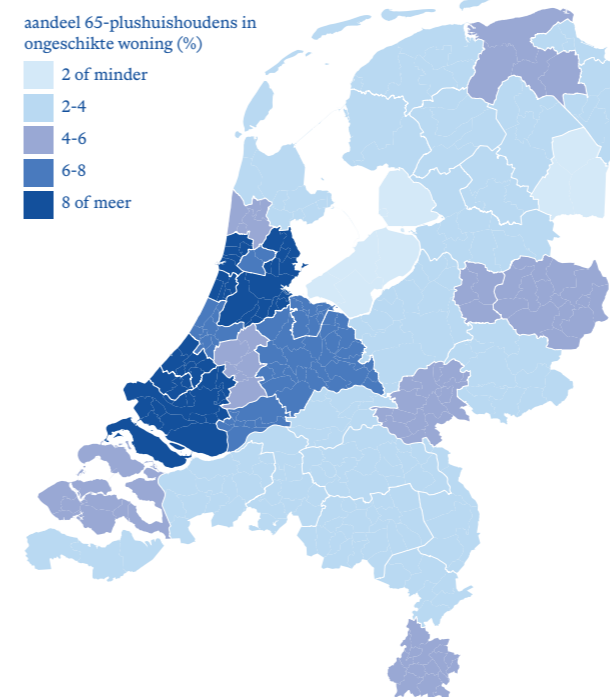 aandeel 65-plushuishoudens in
ongeschikte woning (%)
2 of minder
2-4
4-6
6-8
8 of meer